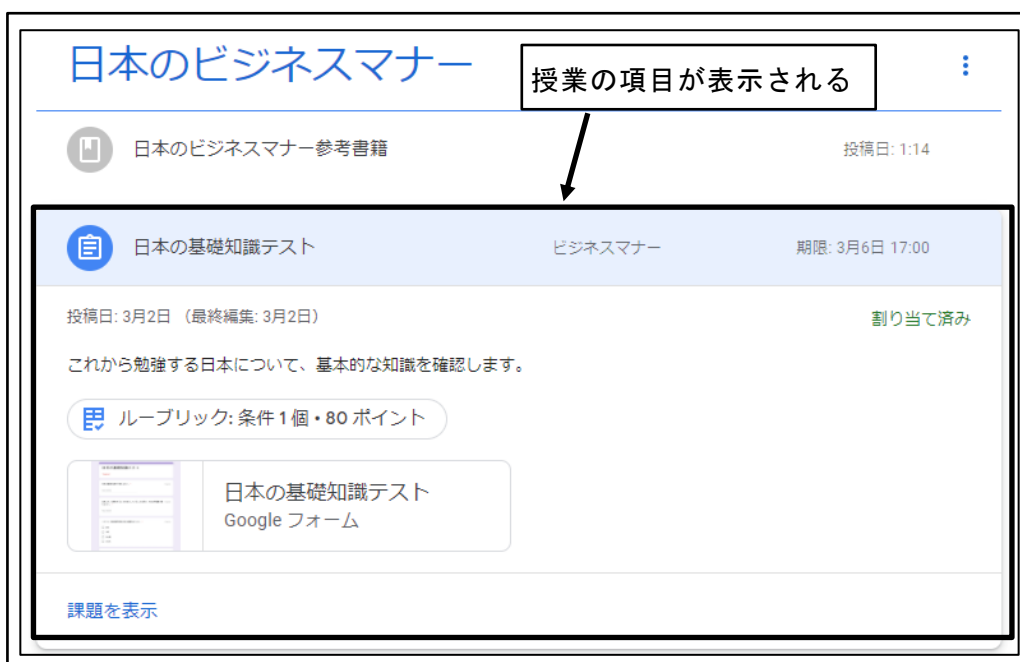 日本のビジネスマナー
授業の項目が表示される
日本のビジネスマナー参考書籍 投稿日: 1:14
日本の基礎知識テスト ビジネスマナー 期限: 3月6日 17:00
投稿日: 3月2日 （最終編集: 3月2日） 割り当て済み
これから勉強する日本について、基本的な知識を確認します。
ルーブリック: 条件 1 個・80 ポイント
日本の基礎知識テスト
Google フォーム
課題を表示